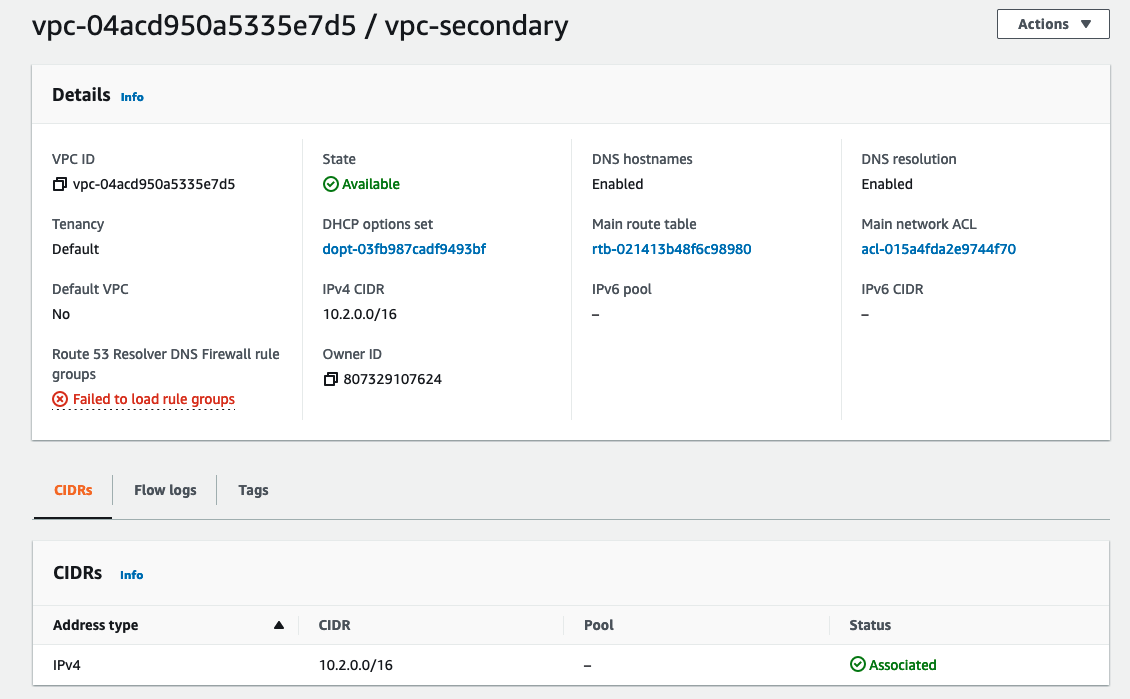 vpc-04acd950a5335e7d5 / vpc-secondary
Actions
Details Info
VPC ID
vpc-04acd950a5335e7d5
State
Available
DNS hostnames
Enabled
DNS resolution
Enabled
Tenancy
Default
DHCP options set
dopt-03fb987cadf9493bf
Main route table
rtb-021413b48f6c98980
Main network ACL
acl-015a4fda2e9744f70
Default VPC
No
IPv4 CIDR
10.2.0.0/16
IPv6 pool
–
IPv6 CIDR
–
Route 53 Resolver DNS Firewall rule
groups
Failed to load rule groups
Owner ID
807329107624
CIDRs Flow logs Tags
CIDRs Info
Address type CIDR Pool Status
IPv4 10.2.0.0/16 – Associated